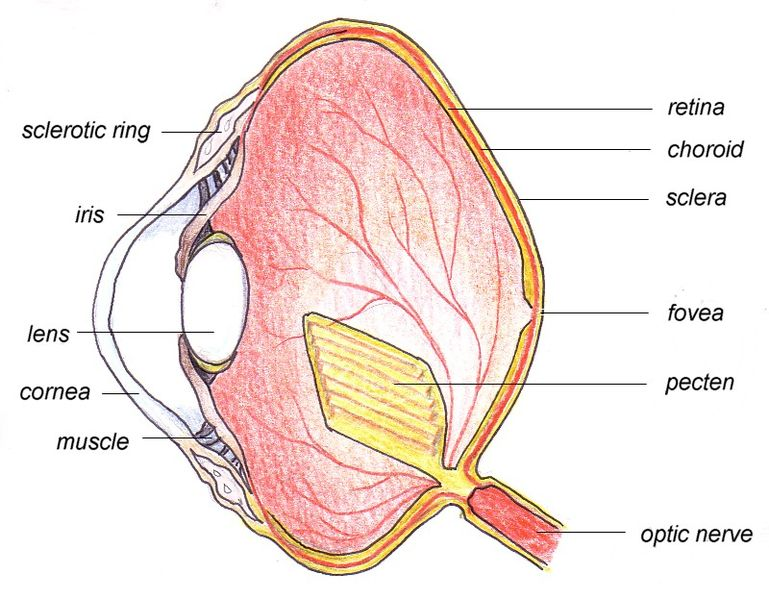 sclerotic ring
iris
lens
cornea
muscle
retina
choroid
sclera
fovea
pecten
optic nerve